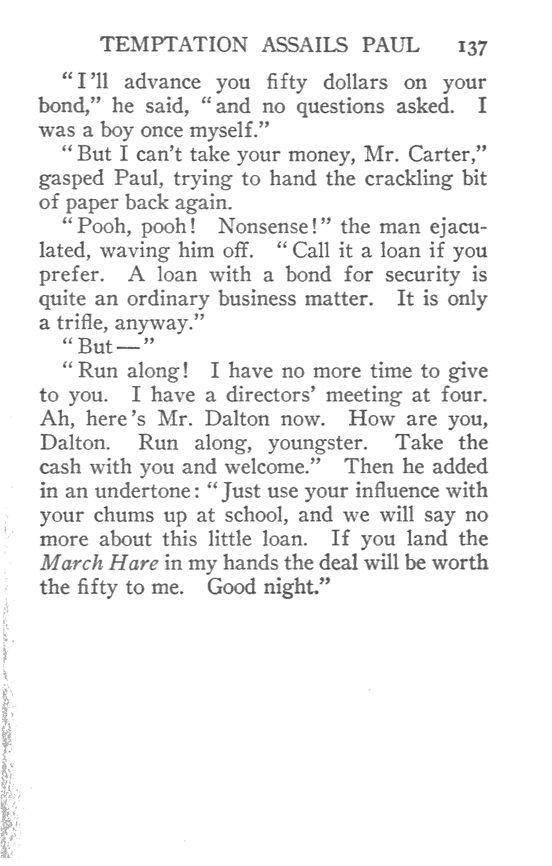 TEMPTATION ASSAILS PAUL 137
"I'll advance you fifty dollars on your
bond," he said, "and no questions asked. I
was a boy once myself."
"But I can't take your money, Mr. Carter,"
gasped Paul, trying to hand the crackling bit
of paper back again.
"Pooh, pooh! Nonsense!" the man ejacu-
lated, waving him off. "Call it a loan if you
prefer. A loan with a bond for security is
quite an ordinary business matter. It is only
a trifle, anyway."
"But—"
"Run along! I have no more time to give
to you. I have a directors' meeting at four.
Ah, here's Mr. Dalton now. How are you,
Dalton. Run along, youngster. Take the
cash with you and welcome." Then he added
in an undertone: "Just use your influence with
your chums up at school, and we will say no
more about this little loan. If you land the
March Hare in my hands the deal will be worth
the fifty to me. Good night."